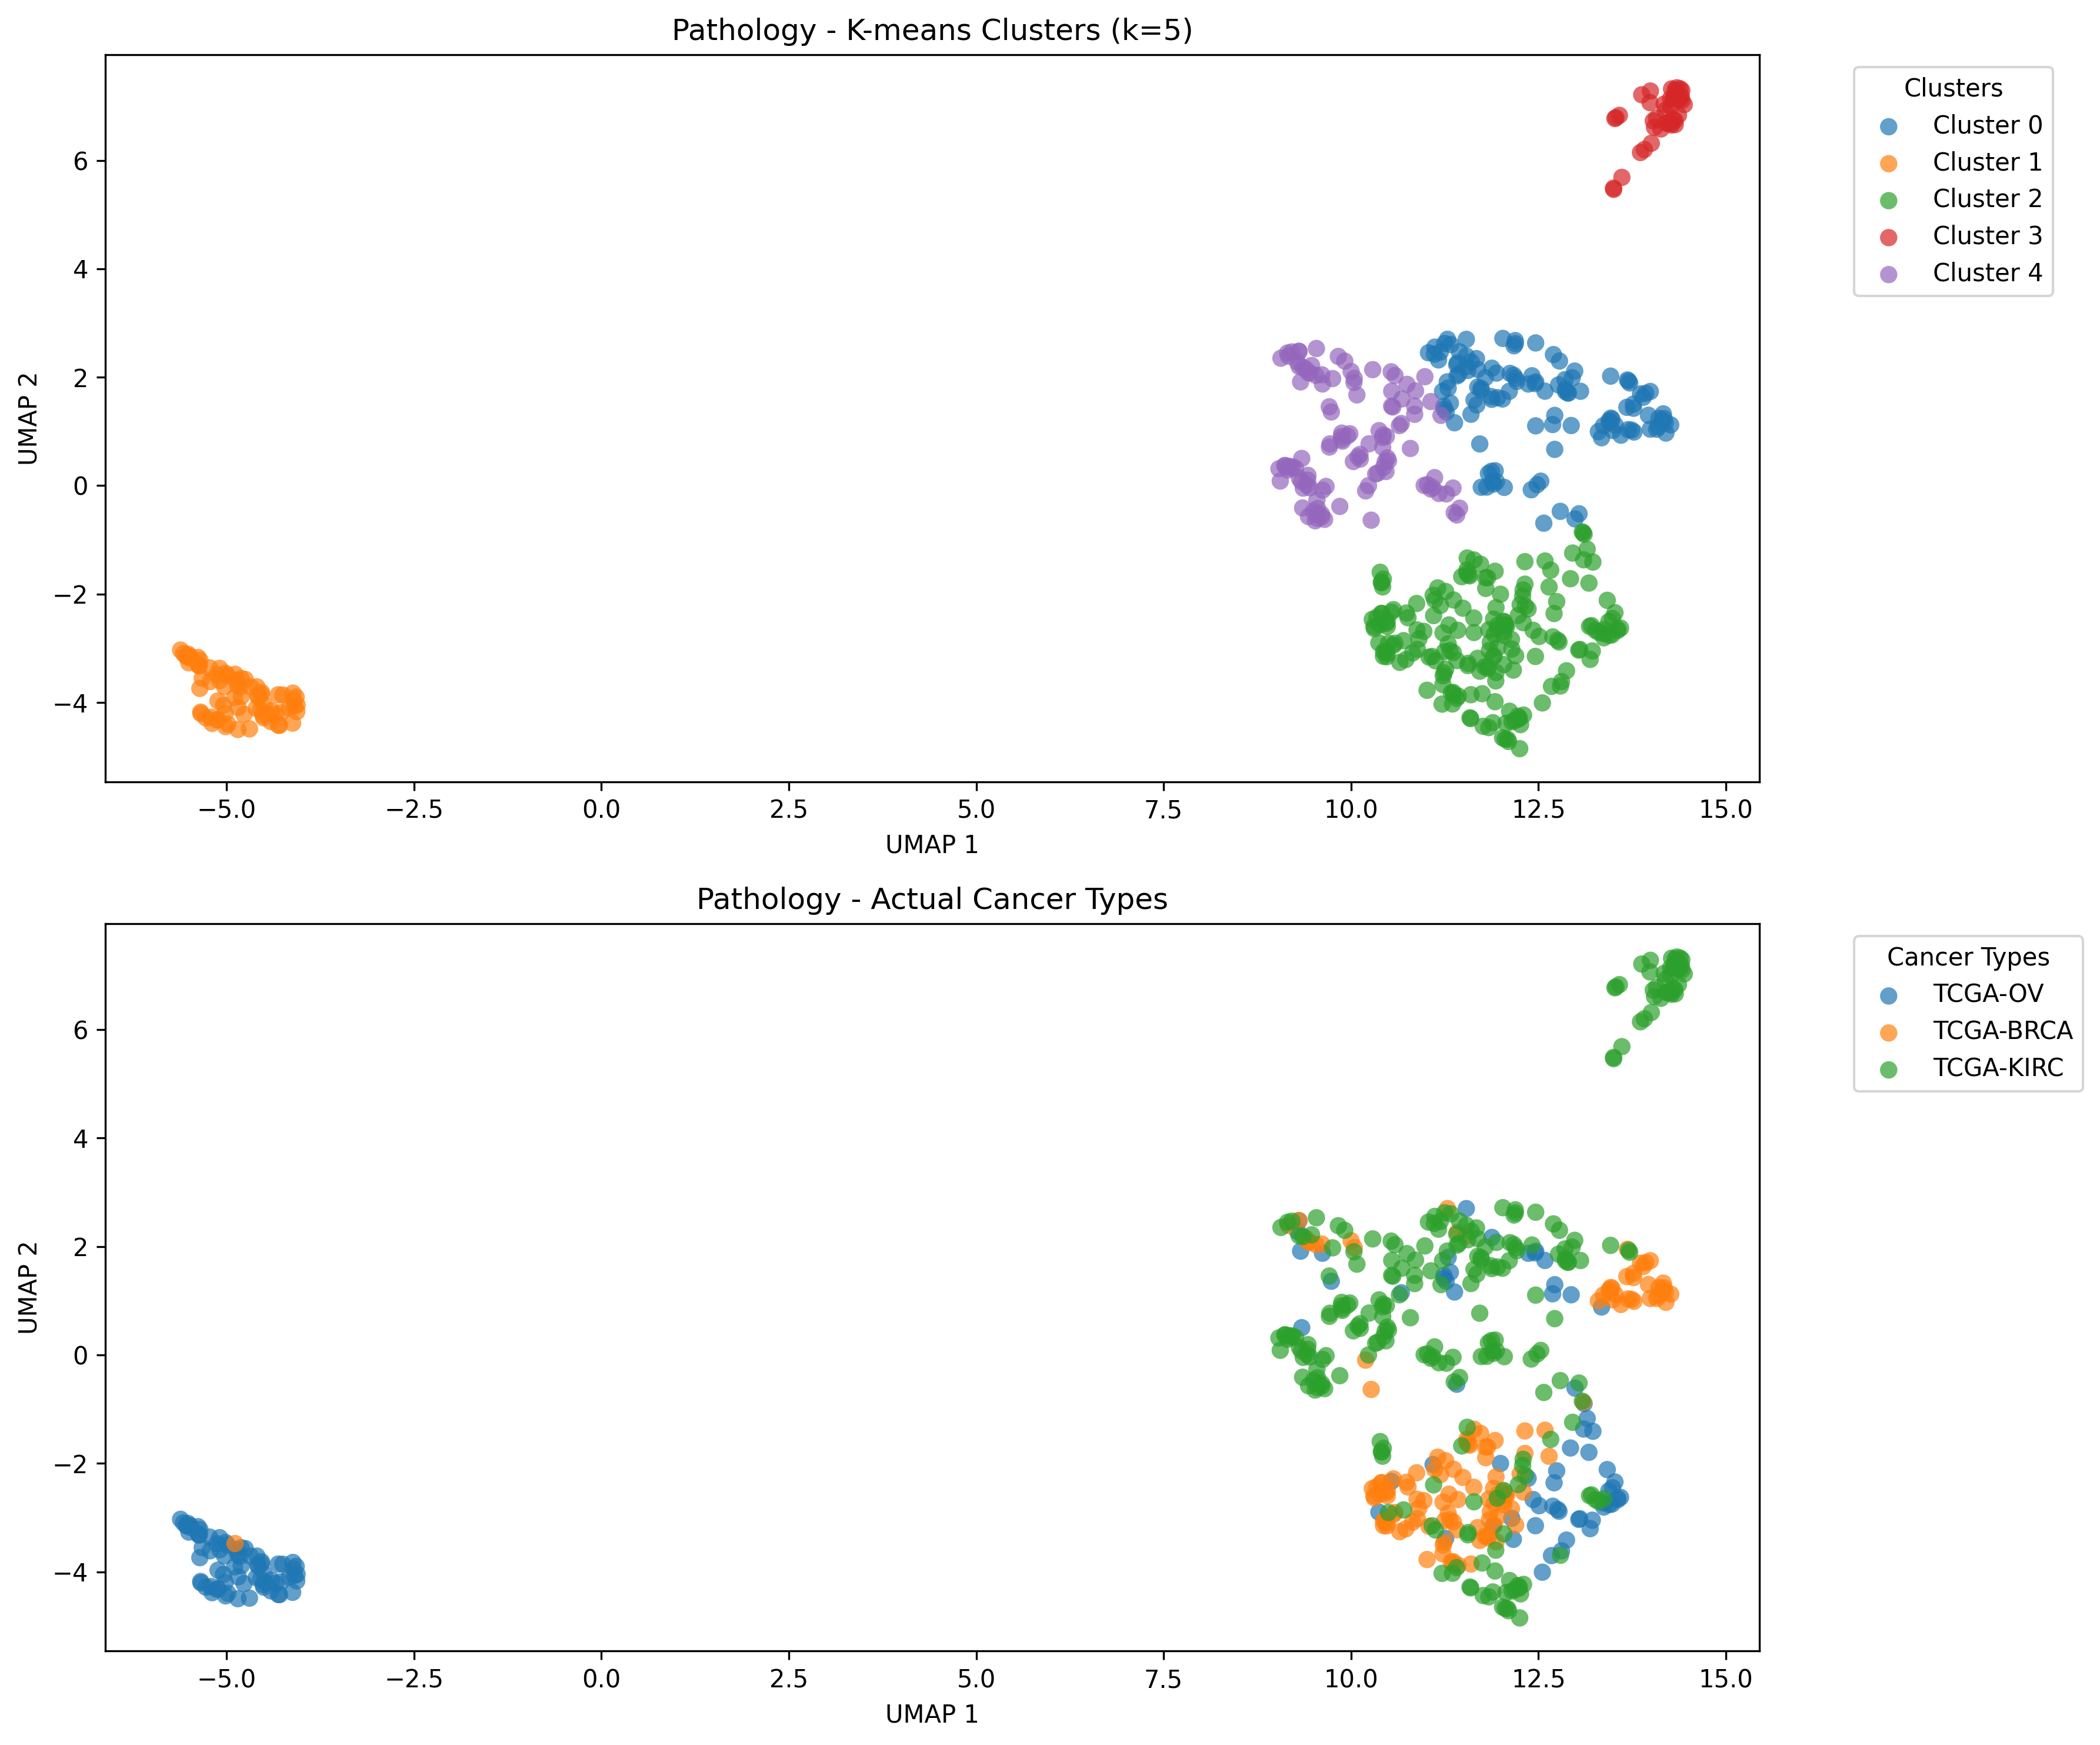 Pathology - K-means Clusters (k=5)
Clusters
Cluster 0
Cluster 1
Cluster 2
Cluster 3
Cluster 4
UMAP 2
6
4
2
0
−2
−4
−5.0 −2.5 0.0 2.5 5.0 7.5 10.0 12.5 15.0
UMAP 1
Pathology - Actual Cancer Types
Cancer Types
TCGA-OV
TCGA-BRCA
TCGA-KIRC
UMAP 2
6
4
2
0
−2
−4
−5.0 −2.5 0.0 2.5 5.0 7.5 10.0 12.5 15.0
UMAP 1